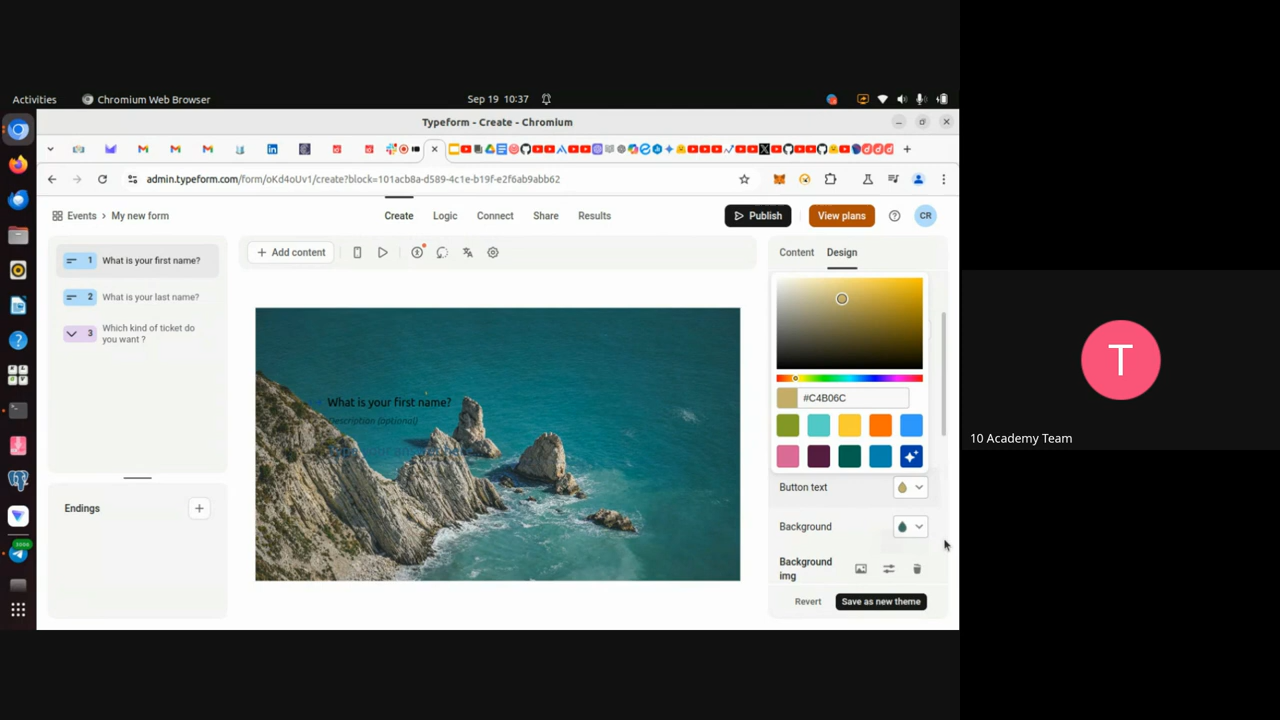 Activities
Chromium Web Browser
Sep 19 10:37
Typeform - Create - Chromium
admin.typeform.com/form/oKd4oUv1/create?block=101acb8a-d589-4c1e-b19f-e2f6ab9abb62
Events
My new form
Create
Logic
Connect
Share
Results
Publish
View plans
CR
1 What is your first name?
2 What is your last name?
3 Which kind of ticket do
you want ?
Endings
+ Add content
What is your first name?
Description (optional)
Content
Design
#C4B06C
Button text
Background
Background
img
Revert
Save as new theme
T
10 Academy Team